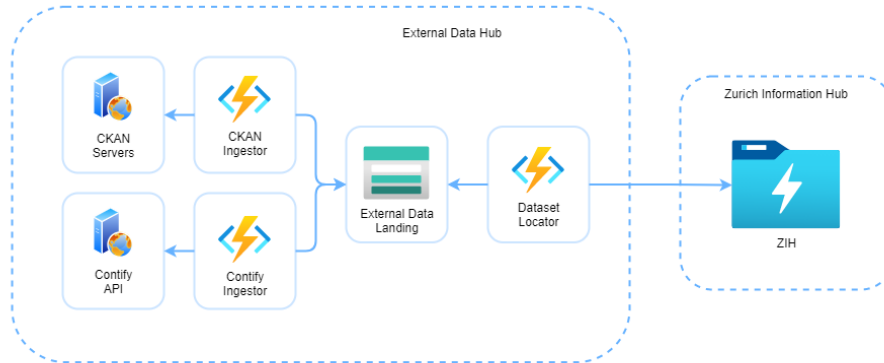 External Data Hub
Zurich Information Hub
CKAN
Servers
CKAN
Ingestor
External Data
Landing
Dataset
Locator
ZIH
Contify
API
Contify
Ingestor